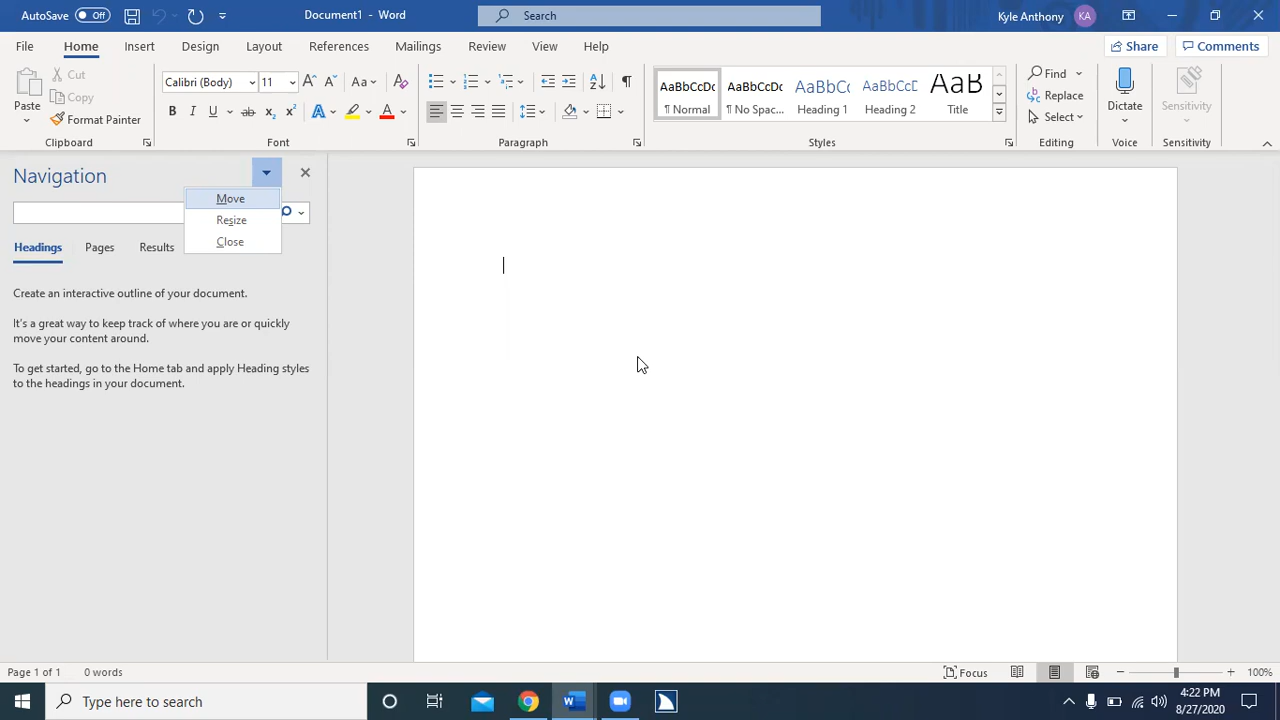 AutoSave Off Document1 - Word Search Kyle Anthony KA
File Home Insert Design Layout References Mailings Review View Help Share Comments
Paste Cut Copy Format Painter
Calibri (Body) 11 Aa
B I U ab x₂ x² A A
AaBbCcDc AaBbCcDc AaBbCc AaBbCcD AaB
¶ Normal ¶ No Spac... Heading 1 Heading 2 Title
Find Replace Select
Dictate Sensitivity
Clipboard Font Paragraph Styles Editing Voice Sensitivity
Navigation
Move
Resize
Close
Headings Pages Results
Create an interactive outline of your document.
It's a great way to keep track of where you are or quickly
move your content around.
To get started, go to the Home tab and apply Heading styles
to the headings in your document.
Page 1 of 1 0 words Focus 100%
Type here to search
4:22 PM
8/27/2020